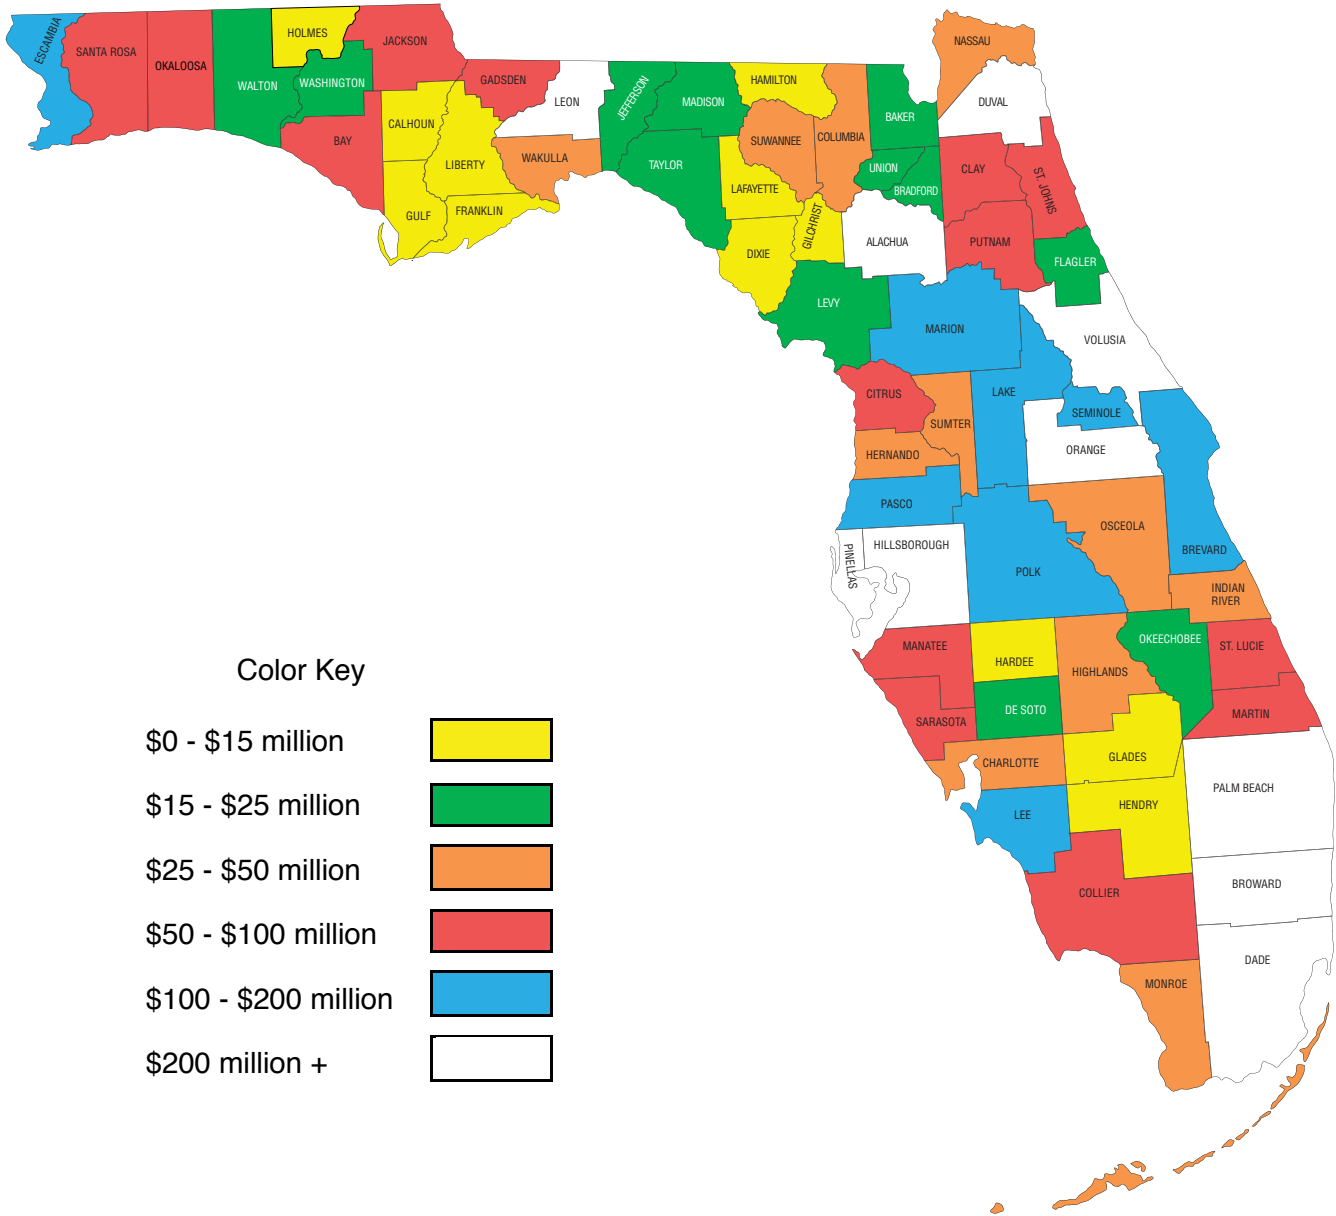 ESCAMBIA
SANTA ROSA
OKALOOSA
WALTON
HOLMES
WASHINGTON
JACKSON
BAY
CALHOUN
GULF
LIBERTY
FRANKLIN
GADSDEN
LEON
WAKULLA
JEFFERSON
MADISON
TAYLOR
HAMILTON
SUWANNEE
LAFAYETTE
DIXIE
COLUMBIA
GILCHRIST
BAKER
UNION
BRADFORD
NASSAU
DUVAL
CLAY
ST. JOHNS
ALACHUA
PUTNAM
FLAGLER
LEVY
MARION
VOLUSIA
CITRUS
SUMTER
LAKE
SEMINOLE
HERNANDO
ORANGE
PASCO
OSCEOLA
BREVARD
PINELLAS
HILLSBOROUGH
POLK
INDIAN
RIVER
MANATEE
HARDEE
HIGHLANDS
OKEECHOBEE
ST. LUCIE
SARASOTA
DE SOTO
MARTIN
CHARLOTTE
GLADES
PALM BEACH
LEE
HENDRY
COLLIER
BROWARD
DADE
MONROE
Color Key
$0 - $15 million
$15 - $25 million
$25 - $50 million
$50 - $100 million
$100 - $200 million
$200 million +